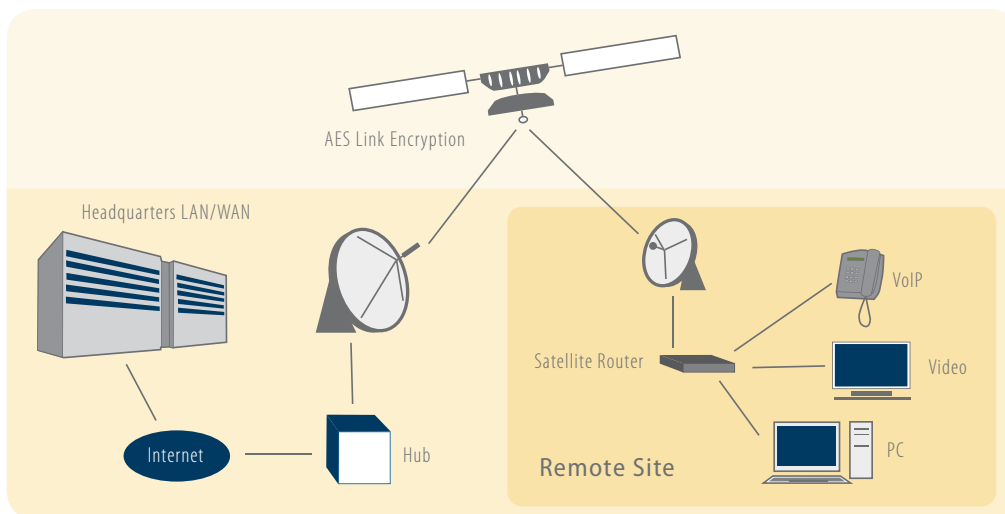 AES Link Encryption
Headquarters LAN/WAN
VoIP
Satellite Router
Video
Internet
Hub
PC
Remote Site